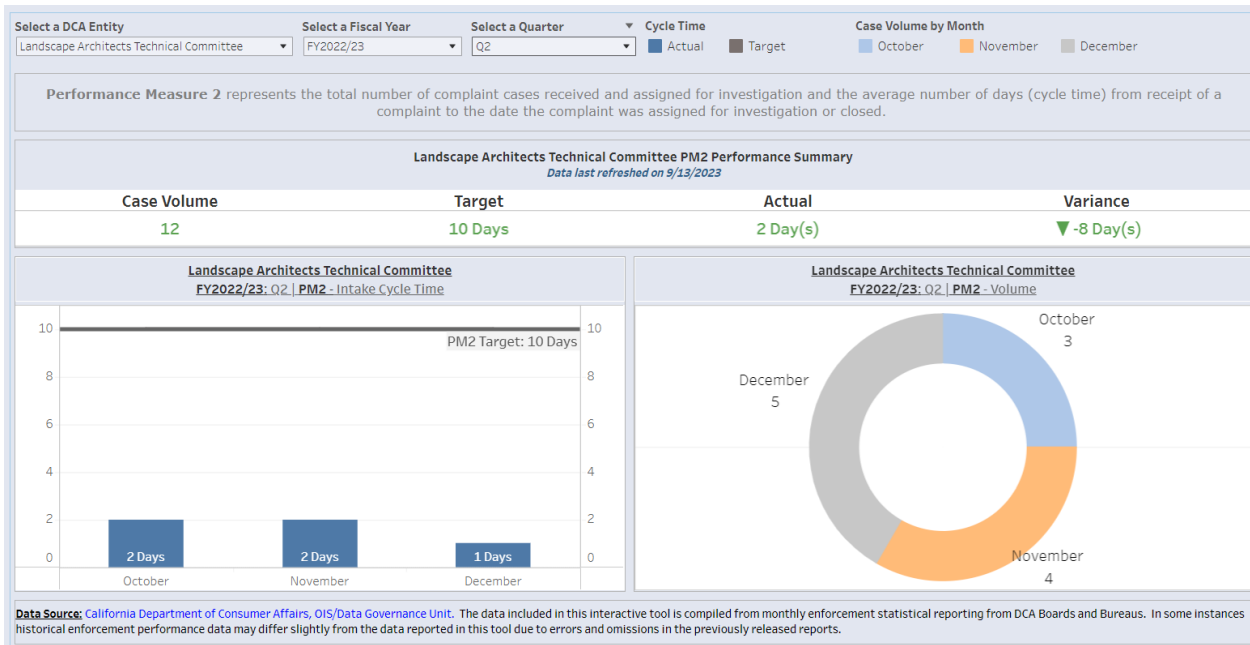 Select a DCA Entity
Select a Fiscal Year
Select a Quarter
Cycle Time
Case Volume by Month
Landscape Architects Technical Committee
FY2022/23
Q2
Actual
Target
October
November
December
Performance Measure 2 represents the total number of complaint cases received and assigned for investigation and the average number of days (cycle time) from receipt of a
complaint to the date the complaint was assigned for investigation or closed.
Landscape Architects Technical Committee PM2 Performance Summary
Data last refreshed on 9/13/2023
Case Volume
Target
Actual
Variance
12
10 Days
2 Day(s)
▼ -8 Day(s)
Landscape Architects Technical Committee
FY2022/23: Q2 | PM2 - Intake Cycle Time
10
8
6
4
2
0
PM2 Target: 10 Days
10
8
6
4
2
0
2 Days
2 Days
1 Days
October
November
December
Landscape Architects Technical Committee
FY2022/23: Q2 | PM2 - Volume
October
3
December
5
November
4
Data Source: California Department of Consumer Affairs, OIS/Data Governance Unit. The data included in this interactive tool is compiled from monthly enforcement statistical reporting from DCA Boards and Bureaus. In some instances
historical enforcement performance data may differ slightly from the data reported in this tool due to errors and omissions in the previously released reports.